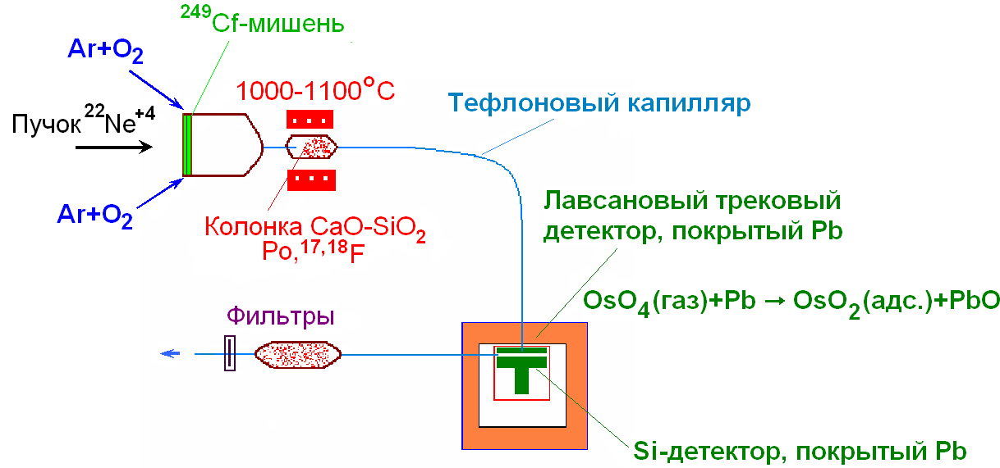 ²⁴⁹Cf-мишень
Ar+O₂
1000-1100°C
Тефлоновый капилляр
Пучок ²²Ne⁺⁴
Ar+O₂
Колонка CaO-SiO₂
Po,¹⁷,¹⁸F
Лавсановый трековый
детектор, покрытый Pb
OsO₄(газ)+Pb → OsO₂(адс.)+PbO
Фильтры
Si-детектор, покрытый Pb